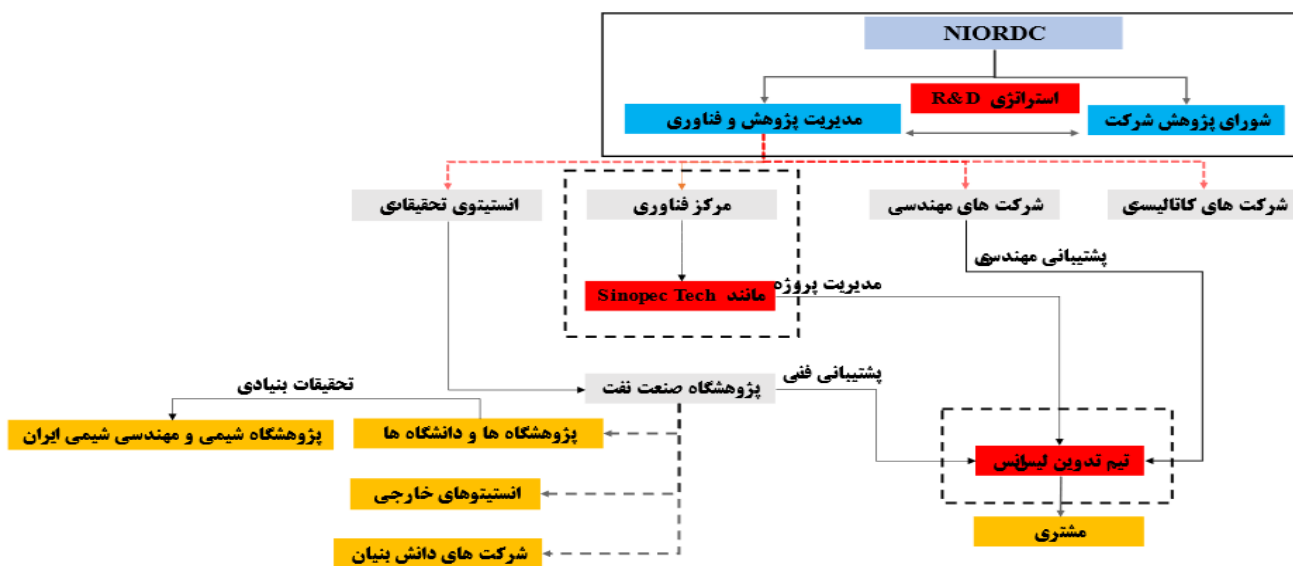 NIORDC
استراتژی R&D
مدیریت پژوهش و فناوری
شورای پژوهش شرکت
شرکت های کاتالیستی
شرکت های مهندسی
مرکز فناوری
انستیتوی تحقیقاتی
پشتیبانی مهندسی
مانند Sinopec Tech
مدیریت پروژه
پژوهشگاه صنعت نفت
پشتیبانی فنی
تحقیقات بنیادی
پژوهشگاه ها و دانشگاه ها
پژوهشگاه شیمی و مهندسی شیمی ایران
تیم تدوین لیسانس
انستیتوهای خارجی
مشتری
شرکت های دانش بنیان